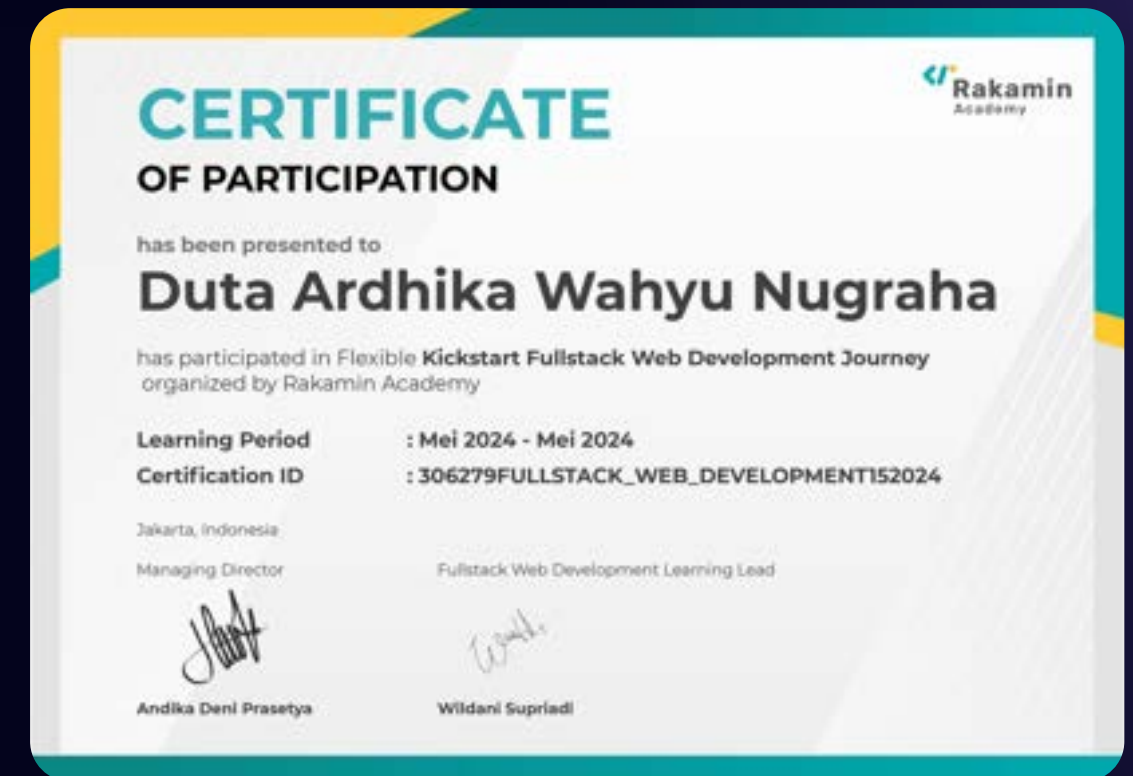 </> Rakamin
Academy
CERTIFICATE
OF PARTICIPATION
has been presented to
Duta Ardhika Wahyu Nugraha
has participated in Flexible Kickstart Fullstack Web Development Journey
organized by Rakamin Academy
Learning Period : Mei 2024 - Mei 2024
Certification ID : 306279FULLSTACK_WEB_DEVELOPMENT152024
Jakarta, Indonesia
Managing Director Fullstack Web Development Learning Lead
Andika Deni Prasetya Wildani Supriadi